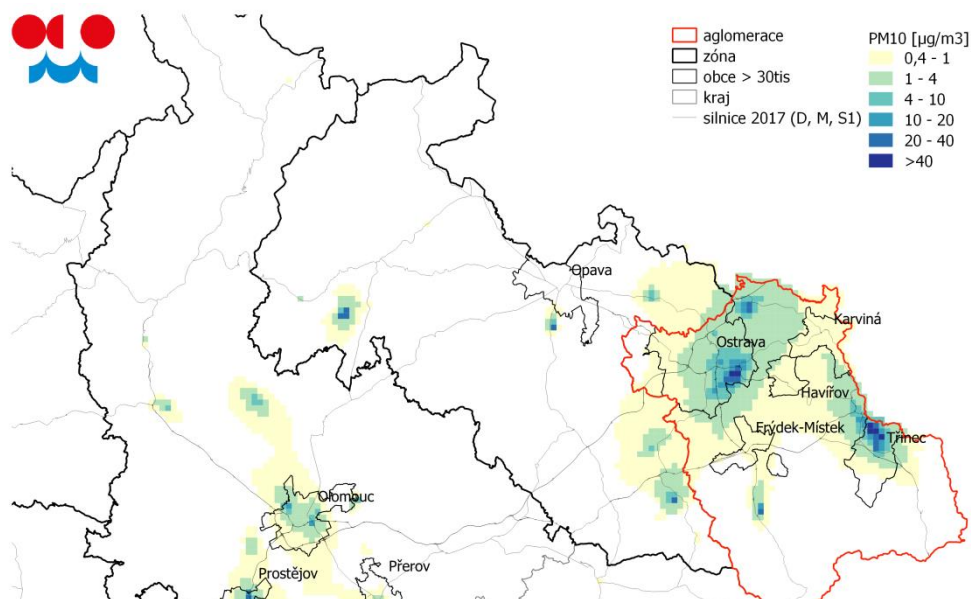 aglomerace
zóna
obce > 30tis
kraj
silnice 2017 (D, M, S1)
PM10 [µg/m3]
0,4 - 1
1 - 4
4 - 10
10 - 20
20 - 40
>40
Opava
Karviná
Ostrava
Havířov
Frýdek-Místek
Třinec
Olomouc
Přerov
Prostějov